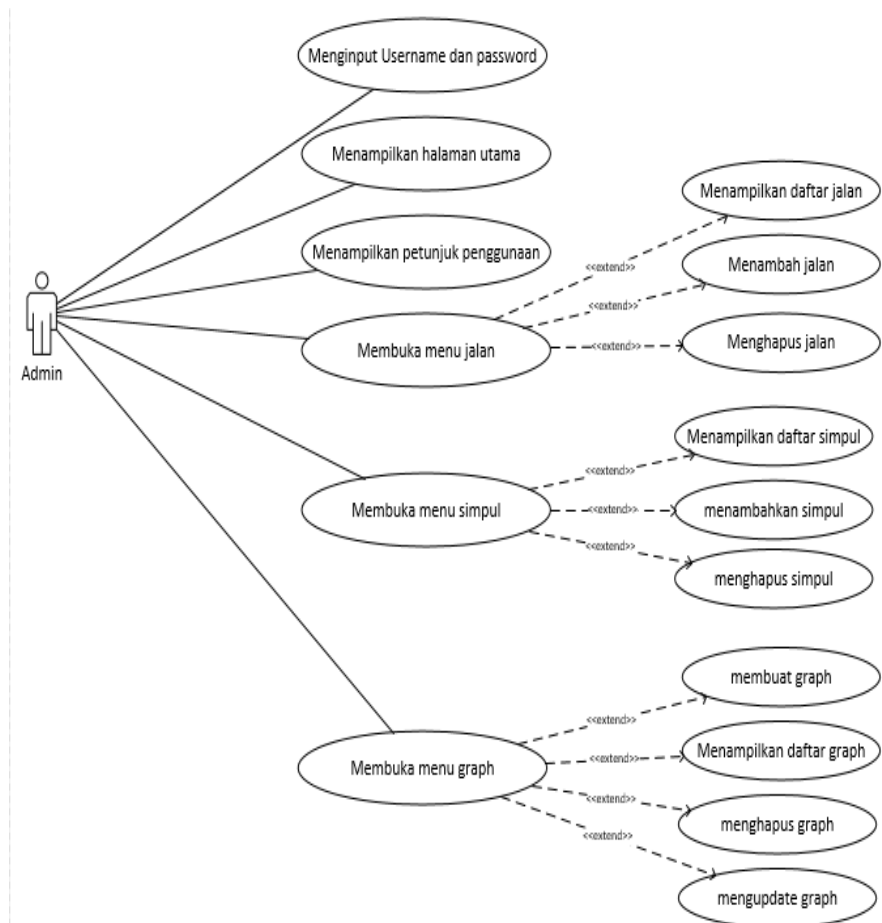 Menginput Username dan password
Menampilkan halaman utama
Menampilkan petunjuk penggunaan
Admin
Membuka menu jalan
<<extend>>
<<extend>>
<<extend>>
Menampilkan daftar jalan
Menambah jalan
Menghapus jalan
Membuka menu simpul
<<extend>>
<<extend>>
<<extend>>
Menampilkan daftar simpul
menambahkan simpul
menghapus simpul
Membuka menu graph
<<extend>>
<<extend>>
<<extend>>
<<extend>>
membuat graph
Menampilkan daftar graph
menghapus graph
mengupdate graph